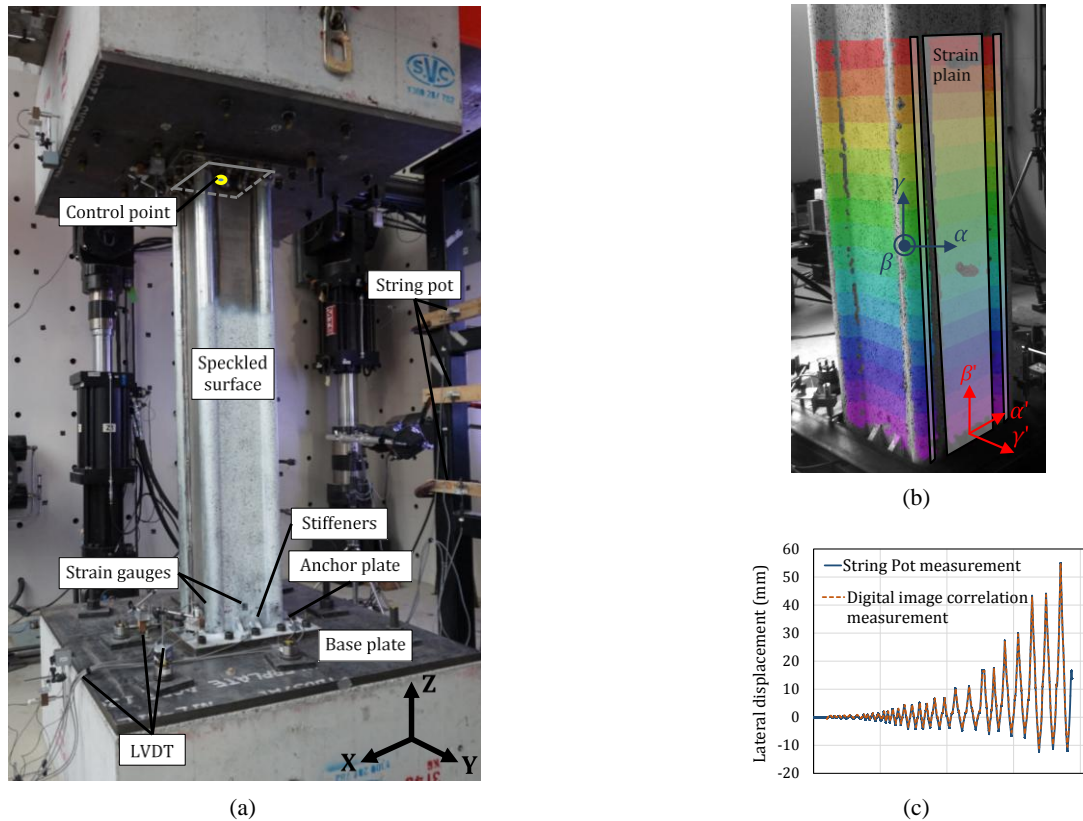 S.V.C
Control point
String pot
Speckled
surface
Stiffeners
Strain gauges
Anchor plate
Base plate
LVDT
Z
X
Y
(a)
Strain
plain
γ
α
β
β'
α'
γ'
(b)
Lateral displacement (mm)
60
50
40
30
20
10
0
-10
-20
String Pot measurement
Digital image correlation
measurement
(c)